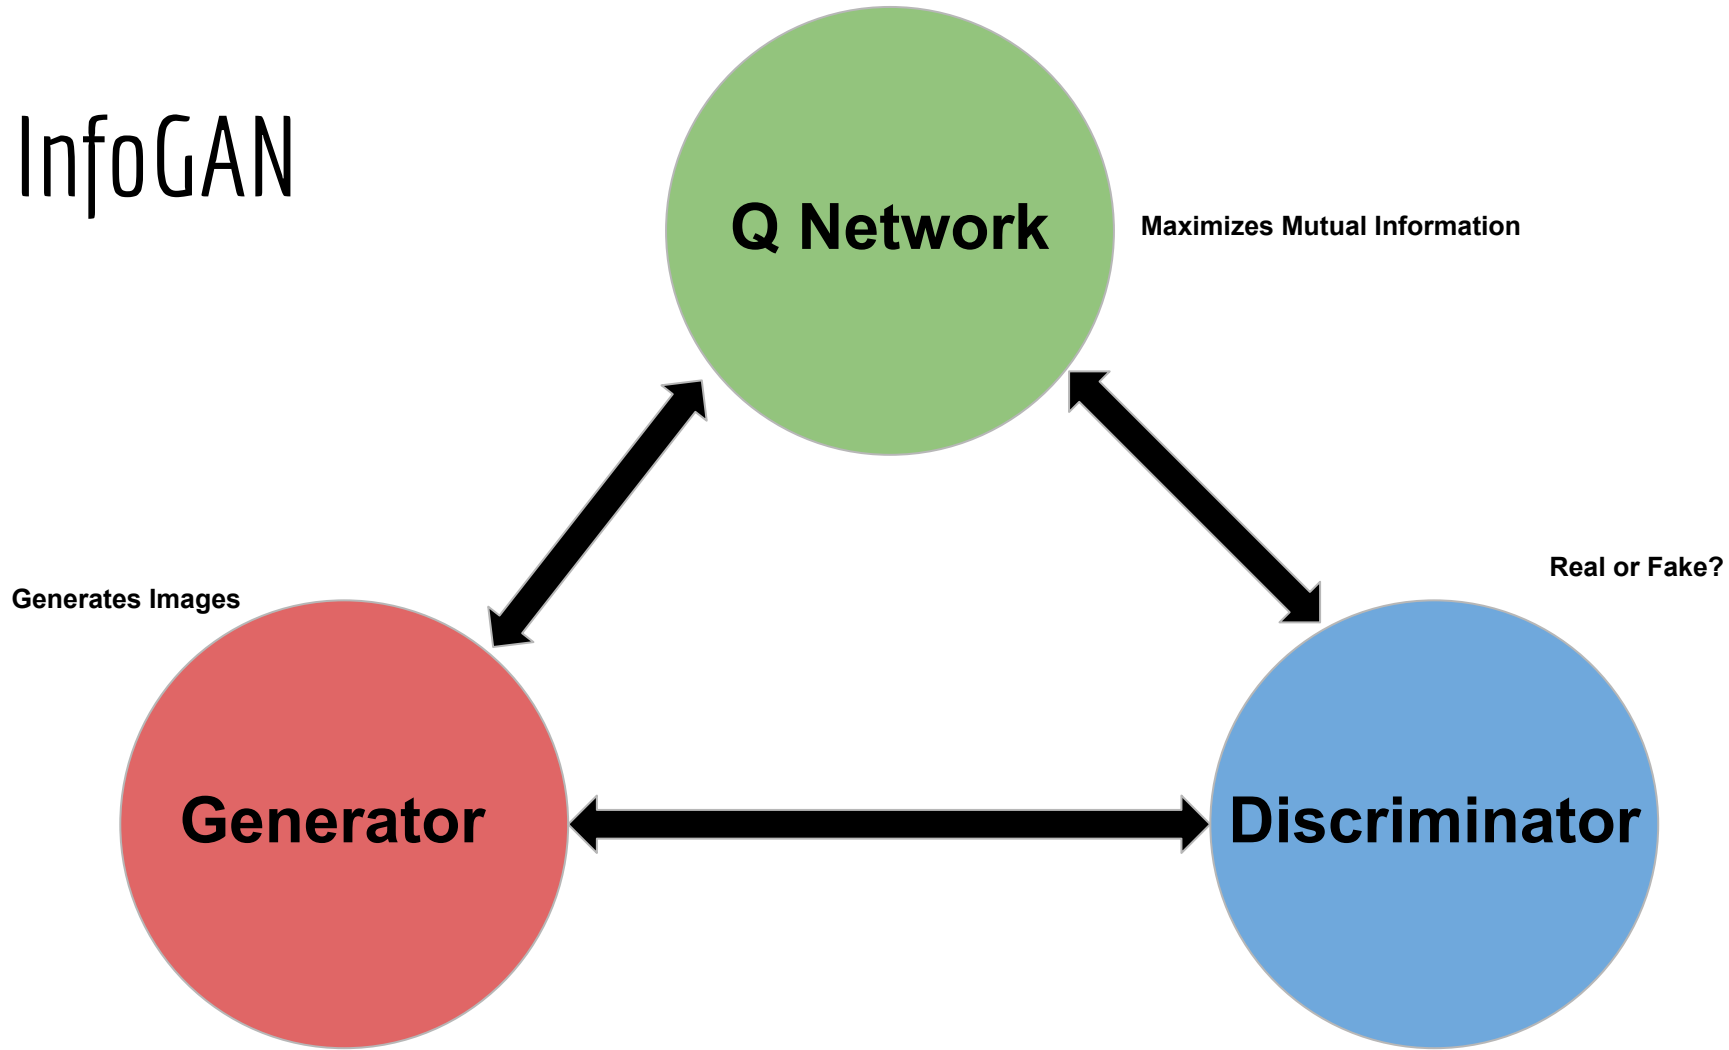 InfoGAN
Q Network
Maximizes Mutual Information
Real or Fake?
Generates Images
Generator
Discriminator